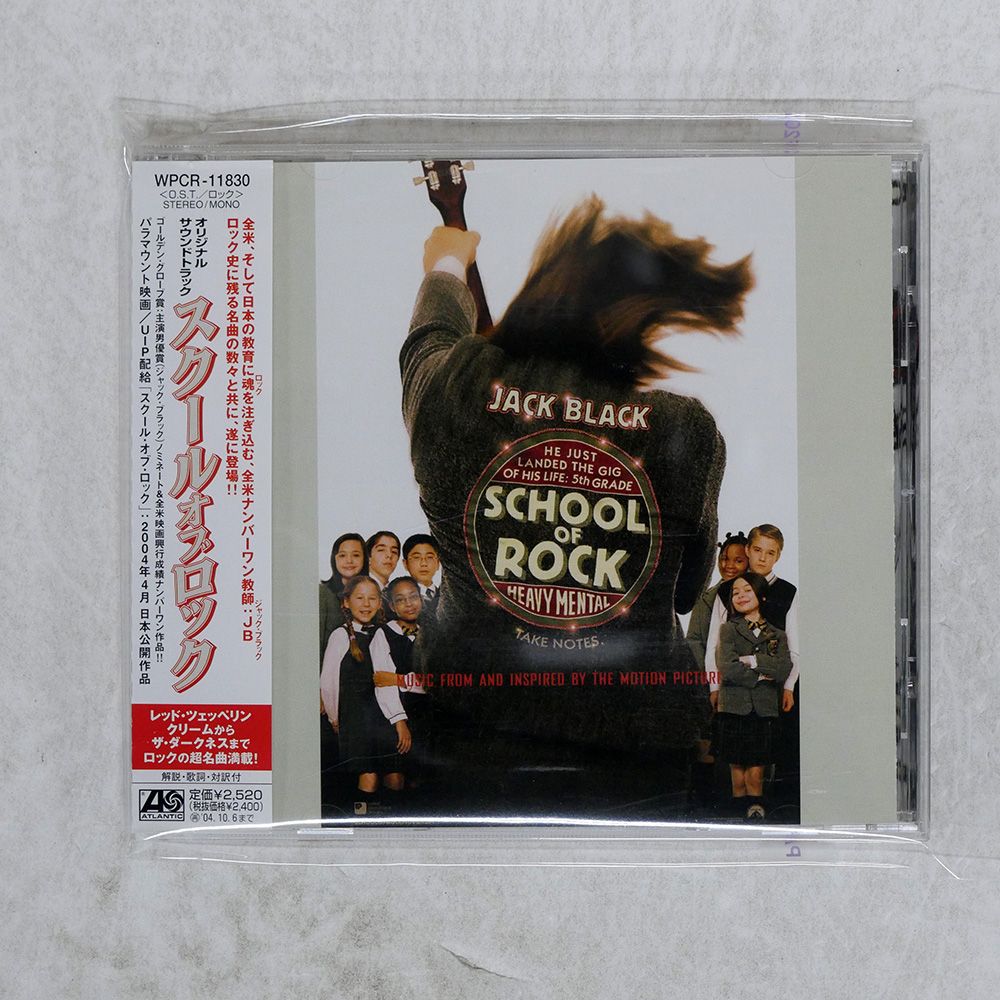 WPCR-11830
<O.S.T./ロック>
STEREO/MONO
全米、そして日本の教育に魂を注ぎ込む、全米ナンバーワン教師:JB
ロック
ジャック・ブラック
ロック史に残る名曲の数々と共に、遂に登場!!
オリジナル
サウンドトラック
スクール・オブ・ロック
ゴールデン・グローブ賞:主演男優賞(ジャック・ブラック)ノミネート&全米映画興行成績ナンバーワン作品!!
パラマウント映画/UIP配給「スクール・オブ・ロック」:2004年4月 日本公開作品
レッド・ツェッペリン
クリームから
ザ・ダークネスまで
ロックの超名曲満載!
解説・歌詞・対訳付
ATLANTIC
定価¥2,520
(税抜価格¥2,400)
'04.10.6まで
JACK BLACK
HE JUST
LANDED THE GIG
OF HIS LIFE: 5th GRADE
SCHOOL
OF
ROCK
HEAVY MENTAL
TAKE NOTES.
MUSIC FROM AND INSPIRED BY THE MOTION PICTURE